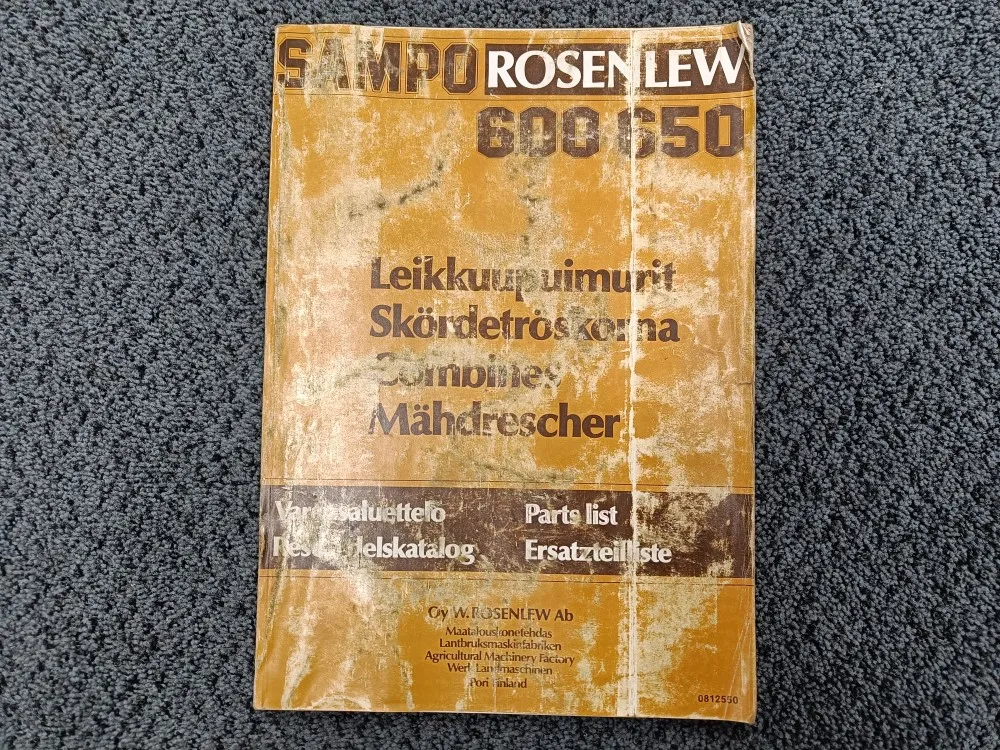 SAMPO ROSENLEW
600 650
Leikkuupuimurit
Skördetröskorna
Combines
Mähdrescher
Varaosaluettelo
Parts list
Reservdelskatalog
Ersatzteilliste
Oy W. ROSENLEW Ab
Maatalouskonetehdas
Lantbruksmaskinfabriken
Agricultural Machinery Factory
Werk Landmaschinen
Pori Finland
0812550